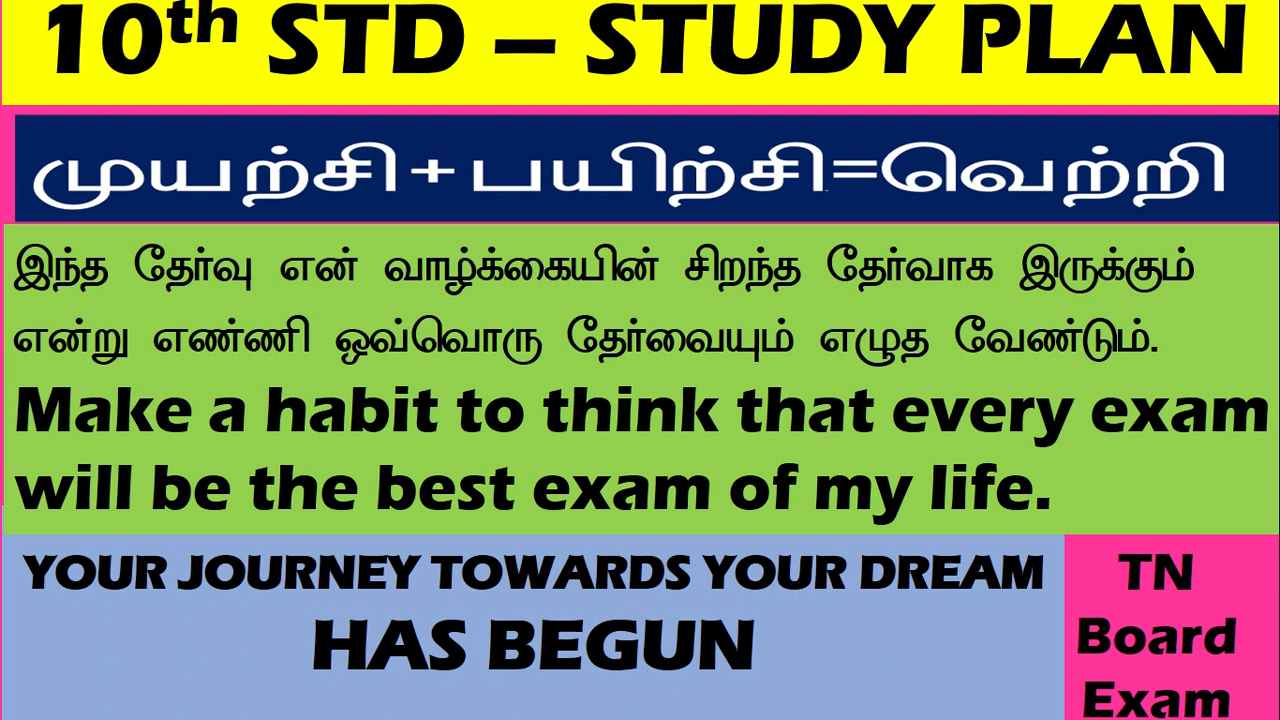 10th STD – STUDY PLAN
முயற்சி+பயிற்சி=வெற்றி
இந்த தேர்வு என் வாழ்க்கையின் சிறந்த தேர்வாக இருக்கும்
என்று எண்ணி ஒவ்வொரு தேர்வையும் எழுத வேண்டும்.
Make a habit to think that every exam
will be the best exam of my life.
YOUR JOURNEY TOWARDS YOUR DREAM
HAS BEGUN
TN
Board
Exam